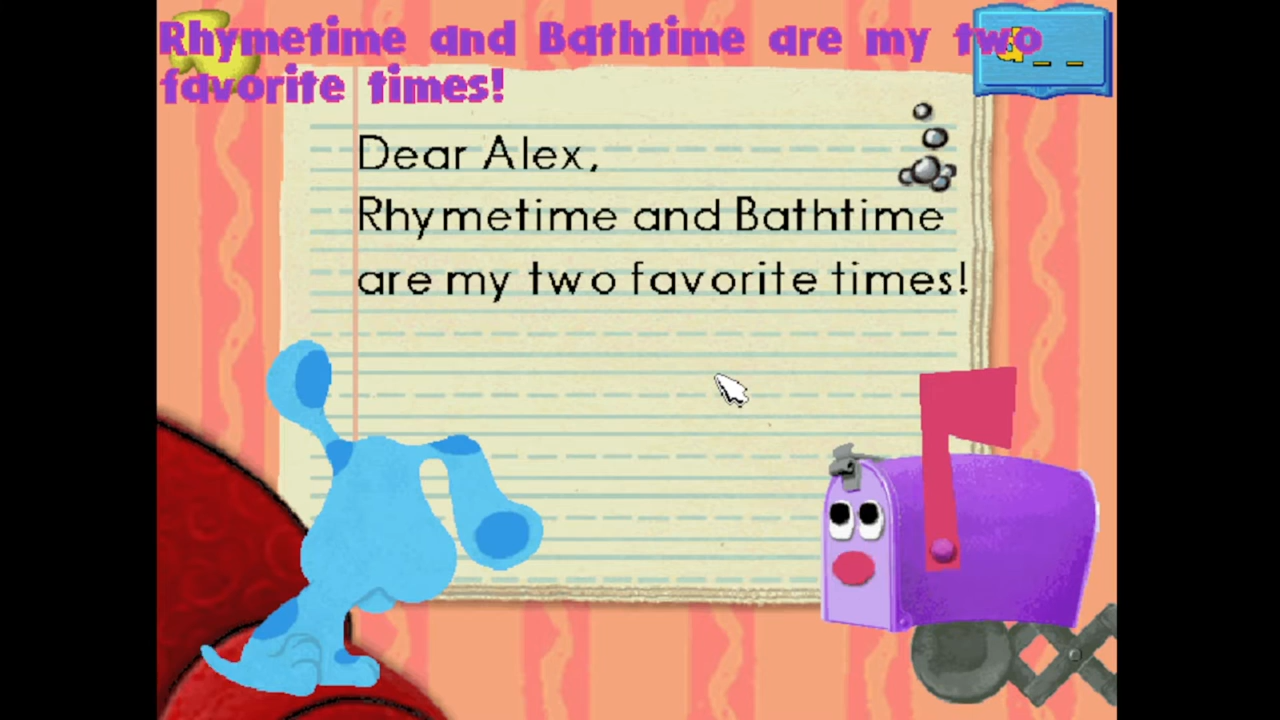 Rhymetime and Bathtime are my two
favorite times!
a _ _
Dear Alex,
Rhymetime and Bathtime
are my two favorite times!